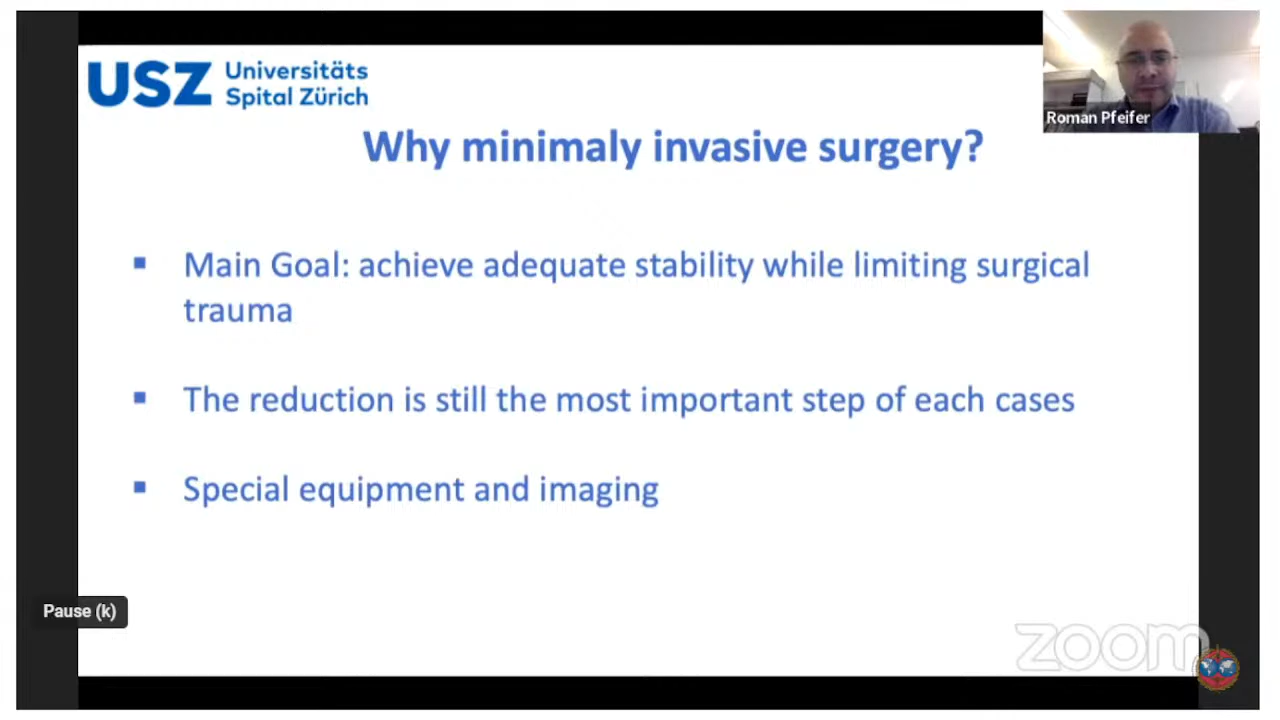 USZ Universitäts
Spital Zürich
Roman Pfeifer
Why minimaly invasive surgery?
▪ Main Goal: achieve adequate stability while limiting surgical
trauma
▪ The reduction is still the most important step of each cases
▪ Special equipment and imaging
Pause (k)
zoom